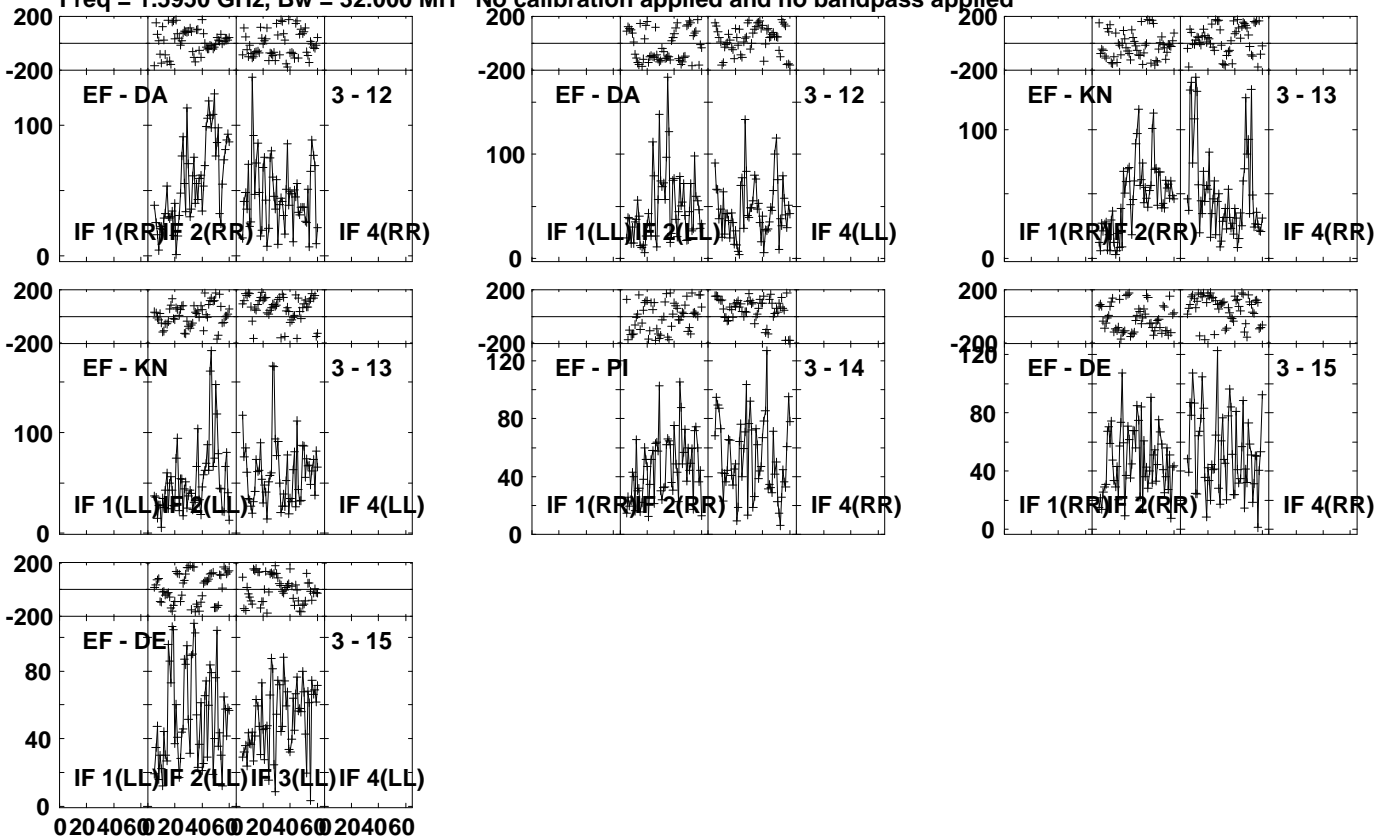 Freq = 1.5950 GHz, Bw = 32.000 MH No calibration applied and no bandpass applied
200
-200
EF - DA 3 - 12
100
0
IF 1(RR) IF 2(RR) IF 4(RR)
EF - DA 3 - 12
100
0
IF 1(LL) IF 2(LL) IF 4(LL)
200
-200
EF - KN 3 - 13
100
0
IF 1(RR) IF 2(RR) IF 4(RR)
200
-200
200
-200
EF - KN 3 - 13
100
0
IF 1(LL) IF 2(LL) IF 4(LL)
200
-200
EF - PI 3 - 14
120
80
40
0
IF 1(RR) IF 2(RR) IF 4(RR)
200
-200
EF - DE 3 - 15
120
80
40
0
IF 1(RR) IF 2(RR) IF 4(RR)
200
-200
EF - DE 3 - 15
80
40
0
IF 1(LL) IF 2(LL) IF 3(LL) IF 4(LL)
0 20 40 60 0 20 40 60 0 20 40 60 0 20 40 60